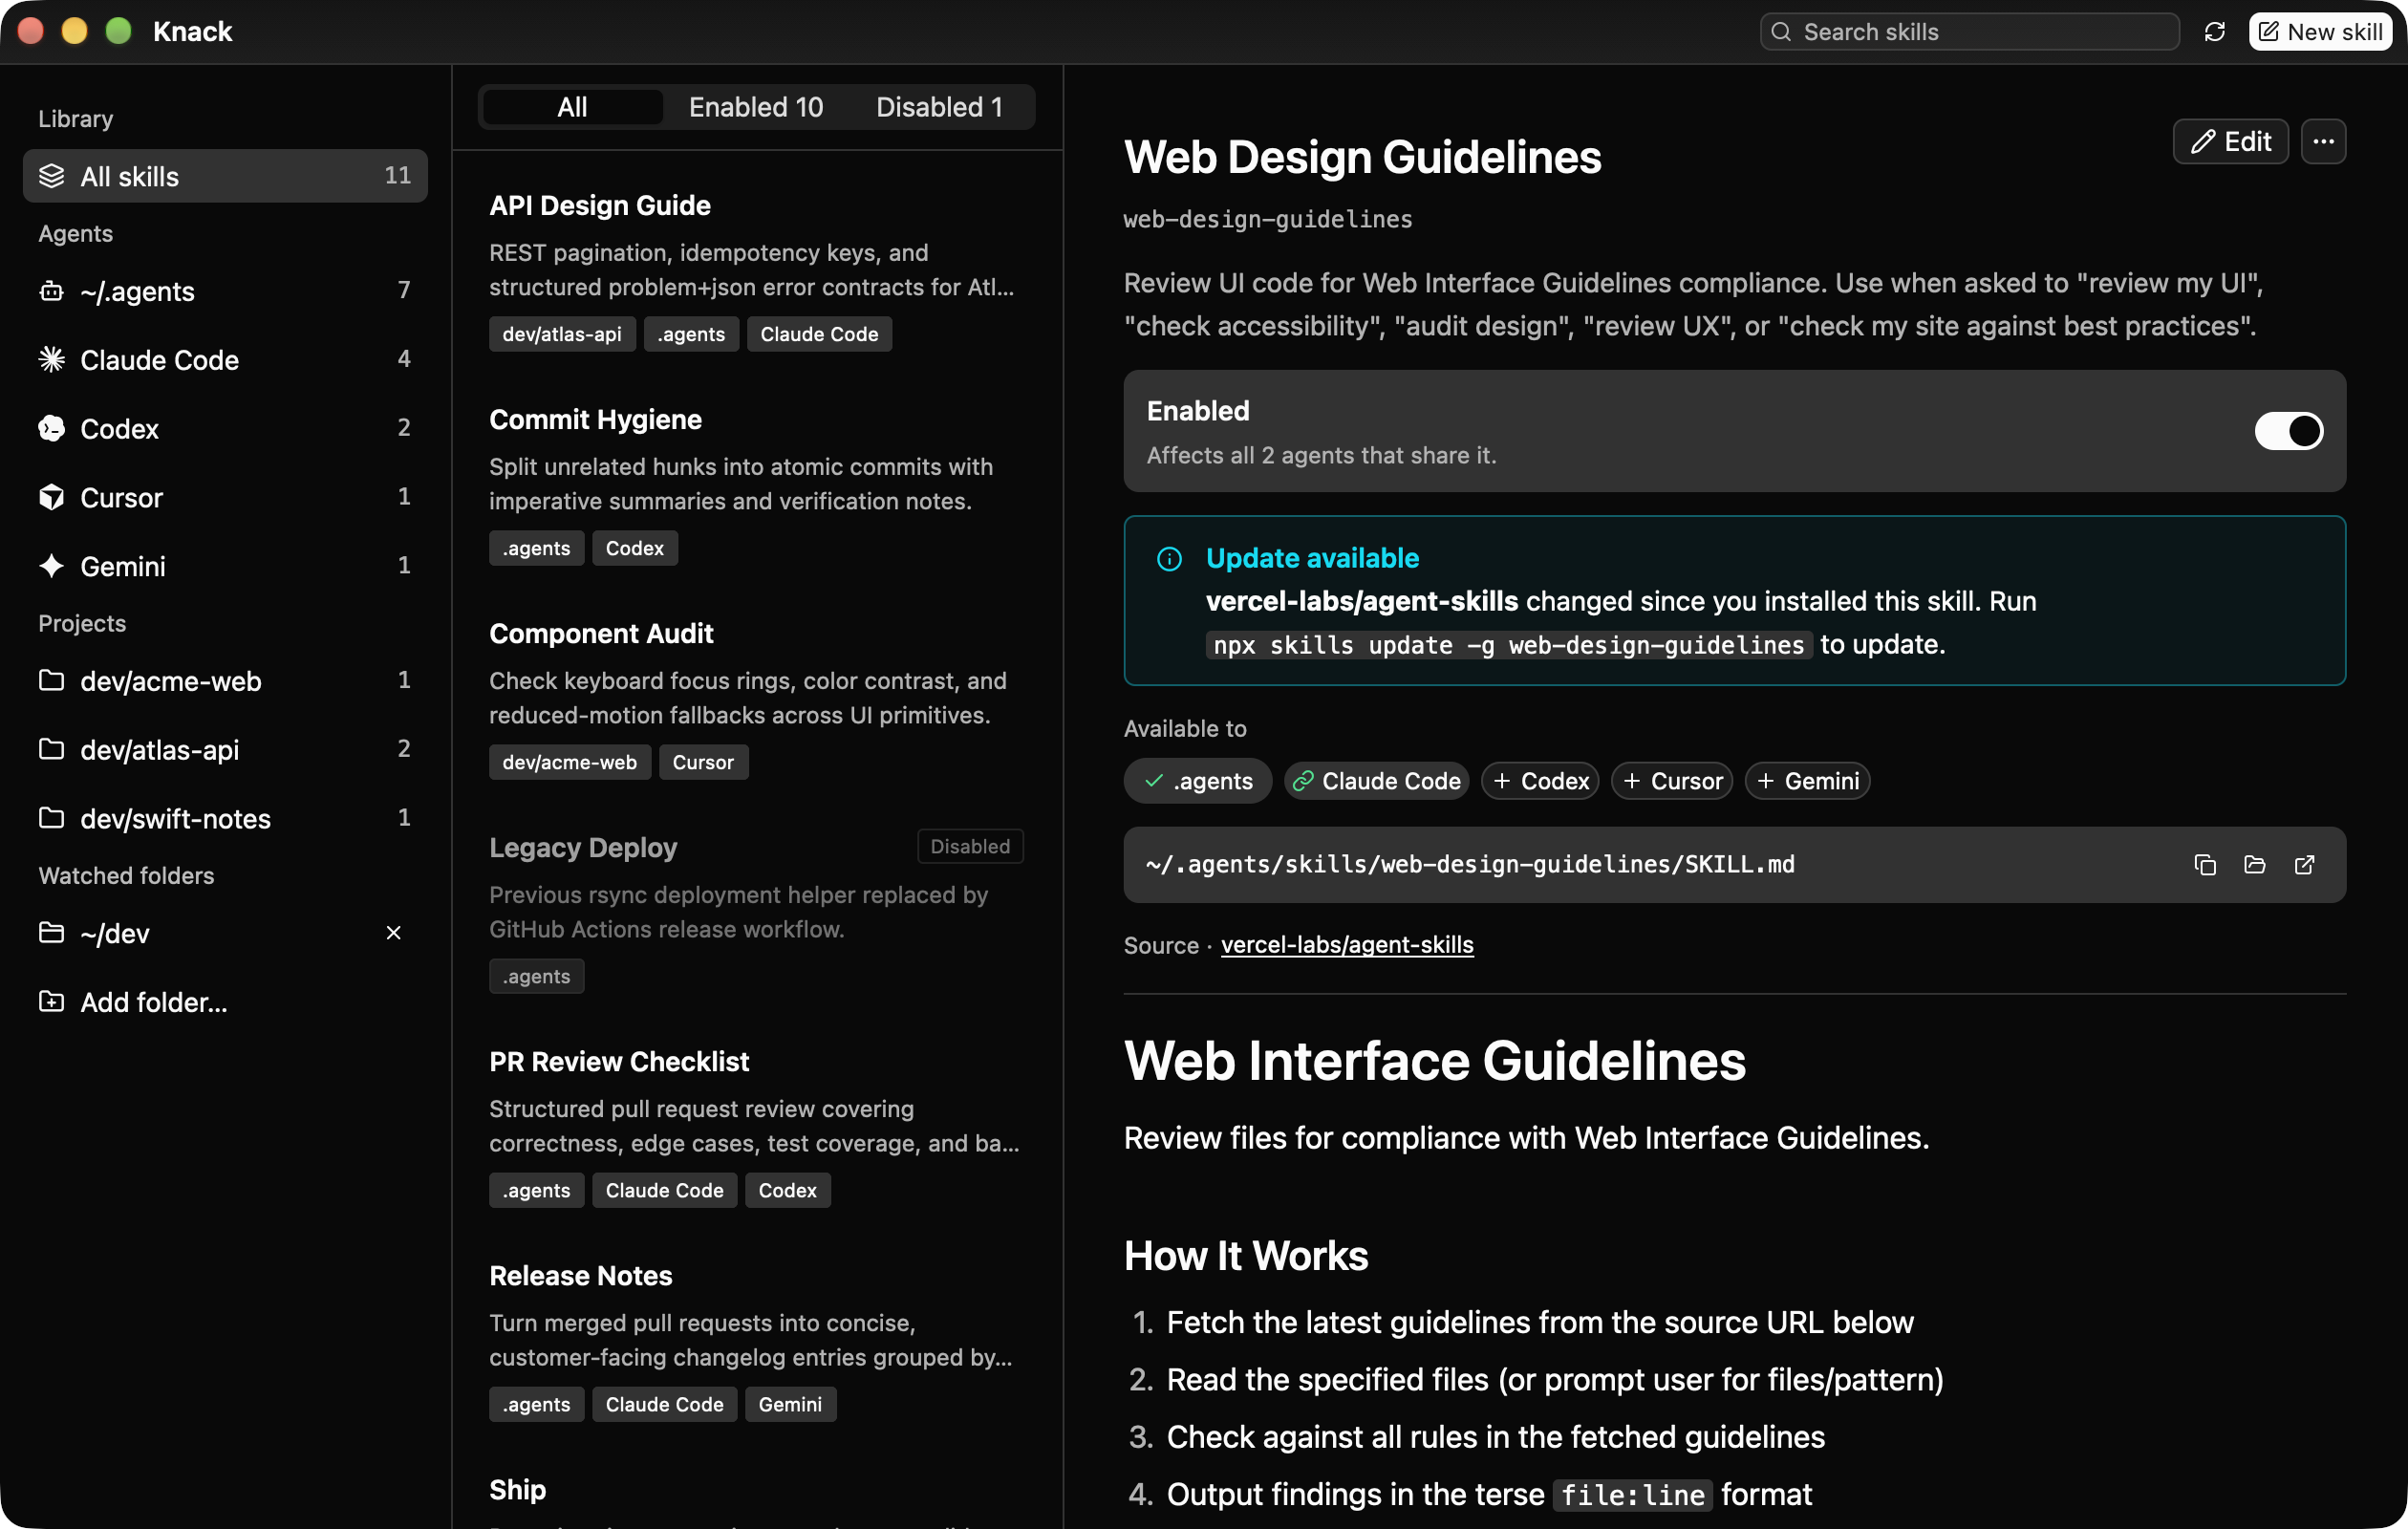 Knack
Search skills
New skill
Library
All skills 11
Agents
~/.agents 7
Claude Code 4
Codex 2
Cursor 1
Gemini 1
Projects
dev/acme-web 1
dev/atlas-api 2
dev/swift-notes 1
Watched folders
~/dev
Add folder...
All Enabled 10 Disabled 1
API Design Guide
REST pagination, idempotency keys, and
structured problem+json error contracts for Atl...
dev/atlas-api .agents Claude Code
Commit Hygiene
Split unrelated hunks into atomic commits with
imperative summaries and verification notes.
.agents Codex
Component Audit
Check keyboard focus rings, color contrast, and
reduced-motion fallbacks across UI primitives.
dev/acme-web Cursor
Legacy Deploy Disabled
Previous rsync deployment helper replaced by
GitHub Actions release workflow.
.agents
PR Review Checklist
Structured pull request review covering
correctness, edge cases, test coverage, and ba...
.agents Claude Code Codex
Release Notes
Turn merged pull requests into concise,
customer-facing changelog entries grouped by...
.agents Claude Code Gemini
Ship
Web Design Guidelines
Edit
web-design-guidelines
Review UI code for Web Interface Guidelines compliance. Use when asked to "review my UI",
"check accessibility", "audit design", "review UX", or "check my site against best practices".
Enabled
Affects all 2 agents that share it.
Update available
vercel-labs/agent-skills changed since you installed this skill. Run
npx skills update -g web-design-guidelines to update.
Available to
.agents Claude Code Codex Cursor Gemini
~/.agents/skills/web-design-guidelines/SKILL.md
Source · vercel-labs/agent-skills
Web Interface Guidelines
Review files for compliance with Web Interface Guidelines.
How It Works
1. Fetch the latest guidelines from the source URL below
2. Read the specified files (or prompt user for files/pattern)
3. Check against all rules in the fetched guidelines
4. Output findings in the terse file:line format